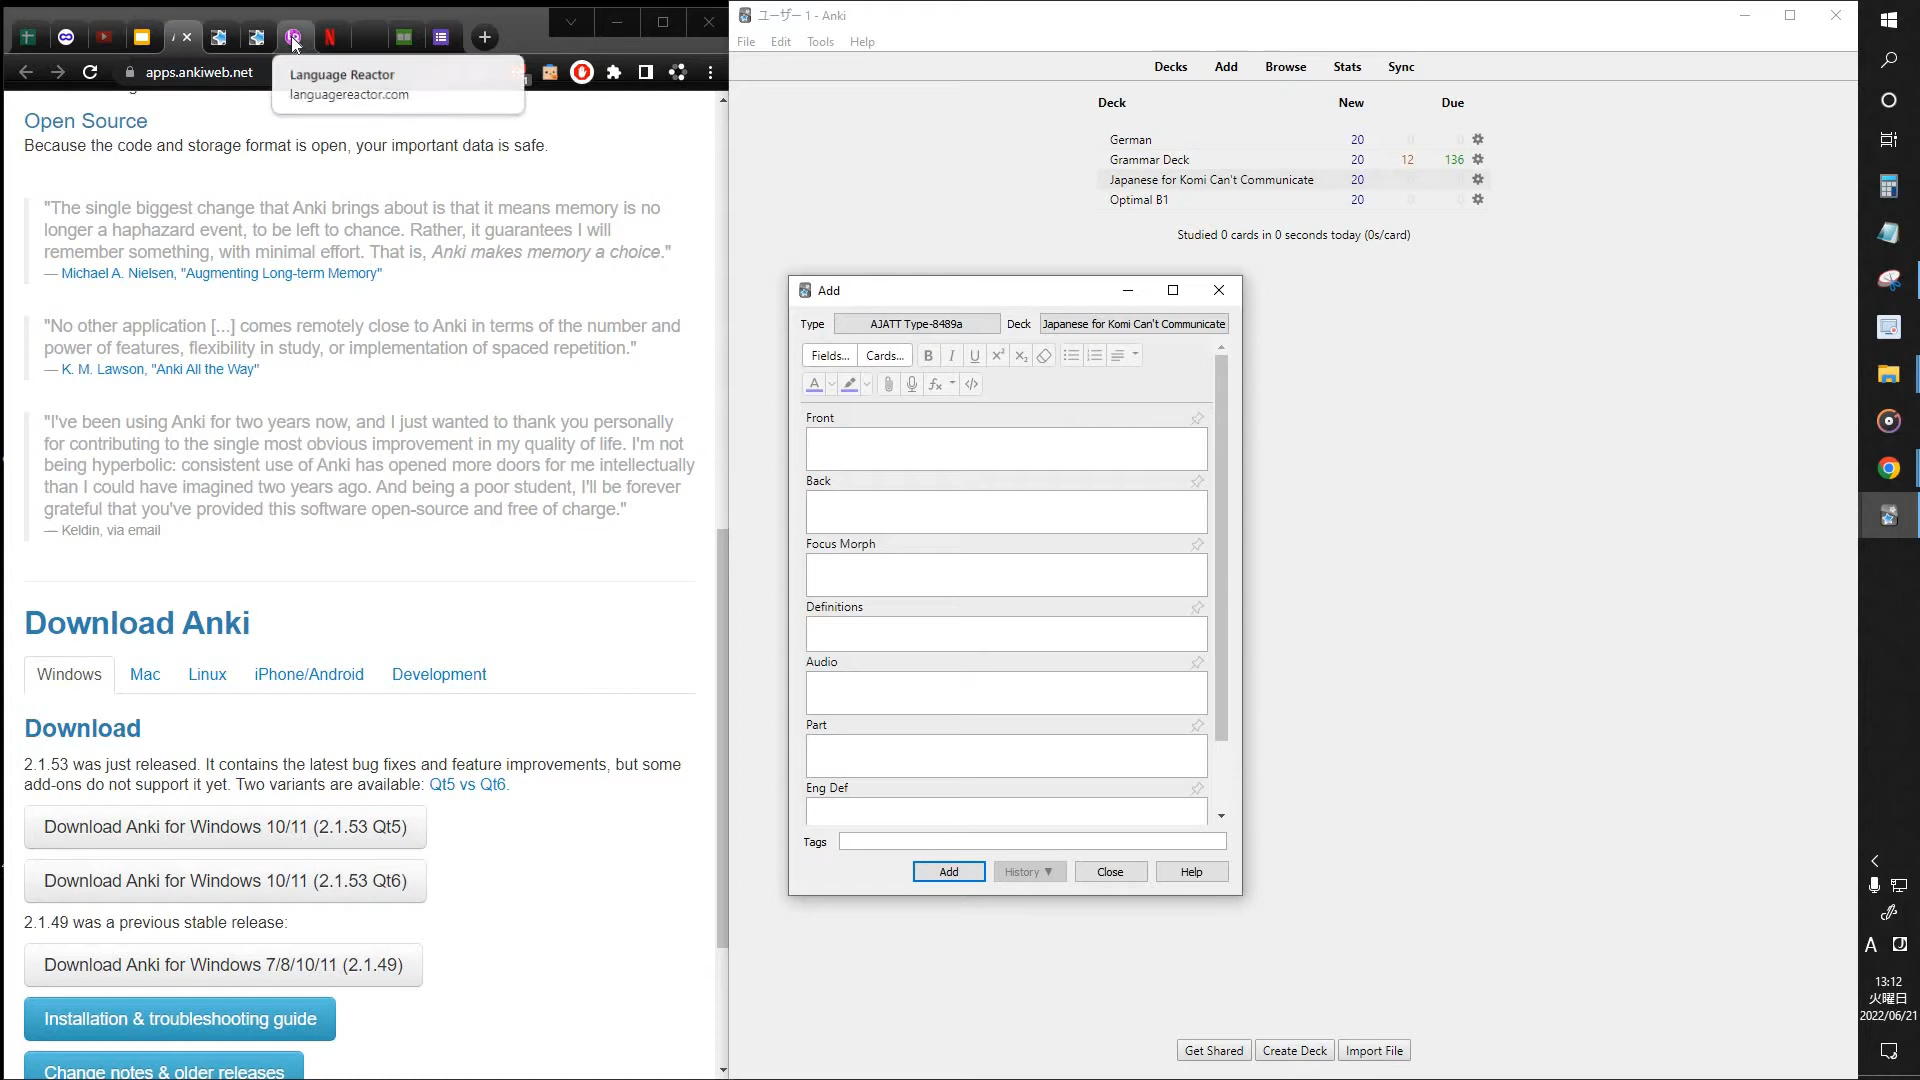 apps.ankiweb.net
Language Reactor
languagereactor.com
Open Source
Because the code and storage format is open, your important data is safe.
"The single biggest change that Anki brings about is that it means memory is no
longer a haphazard event, to be left to chance. Rather, it guarantees I will
remember something, with minimal effort. That is, Anki makes memory a choice."
— Michael A. Nielsen, "Augmenting Long-term Memory"
"No other application [...] comes remotely close to Anki in terms of the number and
power of features, flexibility in study, or implementation of spaced repetition."
— K. M. Lawson, "Anki All the Way"
"I've been using Anki for two years now, and I just wanted to thank you personally
for contributing to the single most obvious improvement in my quality of life. I'm not
being hyperbolic: consistent use of Anki has opened more doors for me intellectually
than I could have imagined two years ago. And being a poor student, I'll be forever
grateful that you've provided this software open-source and free of charge."
— Keldin, via email
Download Anki
Windows Mac Linux iPhone/Android Development
Download
2.1.53 was just released. It contains the latest bug fixes and feature improvements, but some
add-ons do not support it yet. Two variants are available: Qt5 vs Qt6.
Download Anki for Windows 10/11 (2.1.53 Qt5)
Download Anki for Windows 10/11 (2.1.53 Qt6)
2.1.49 was a previous stable release:
Download Anki for Windows 7/8/10/11 (2.1.49)
Installation & troubleshooting guide
Change notes & older releases
ユーザー 1 - Anki
File Edit Tools Help
Decks Add Browse Stats Sync
Deck New Due
German 20 0 0
Grammar Deck 20 12 136
Japanese for Komi Can't Communicate 20 0 0
Optimal B1 20 0 0
Studied 0 cards in 0 seconds today (0s/card)
Add
Type AJATT Type-8489a Deck Japanese for Komi Can't Communicate
Fields... Cards...
Front
Back
Focus Morph
Definitions
Audio
Part
Eng Def
Tags
Add History ▼ Close Help
Get Shared Create Deck Import File
A
13:12
火曜日
2022/06/21